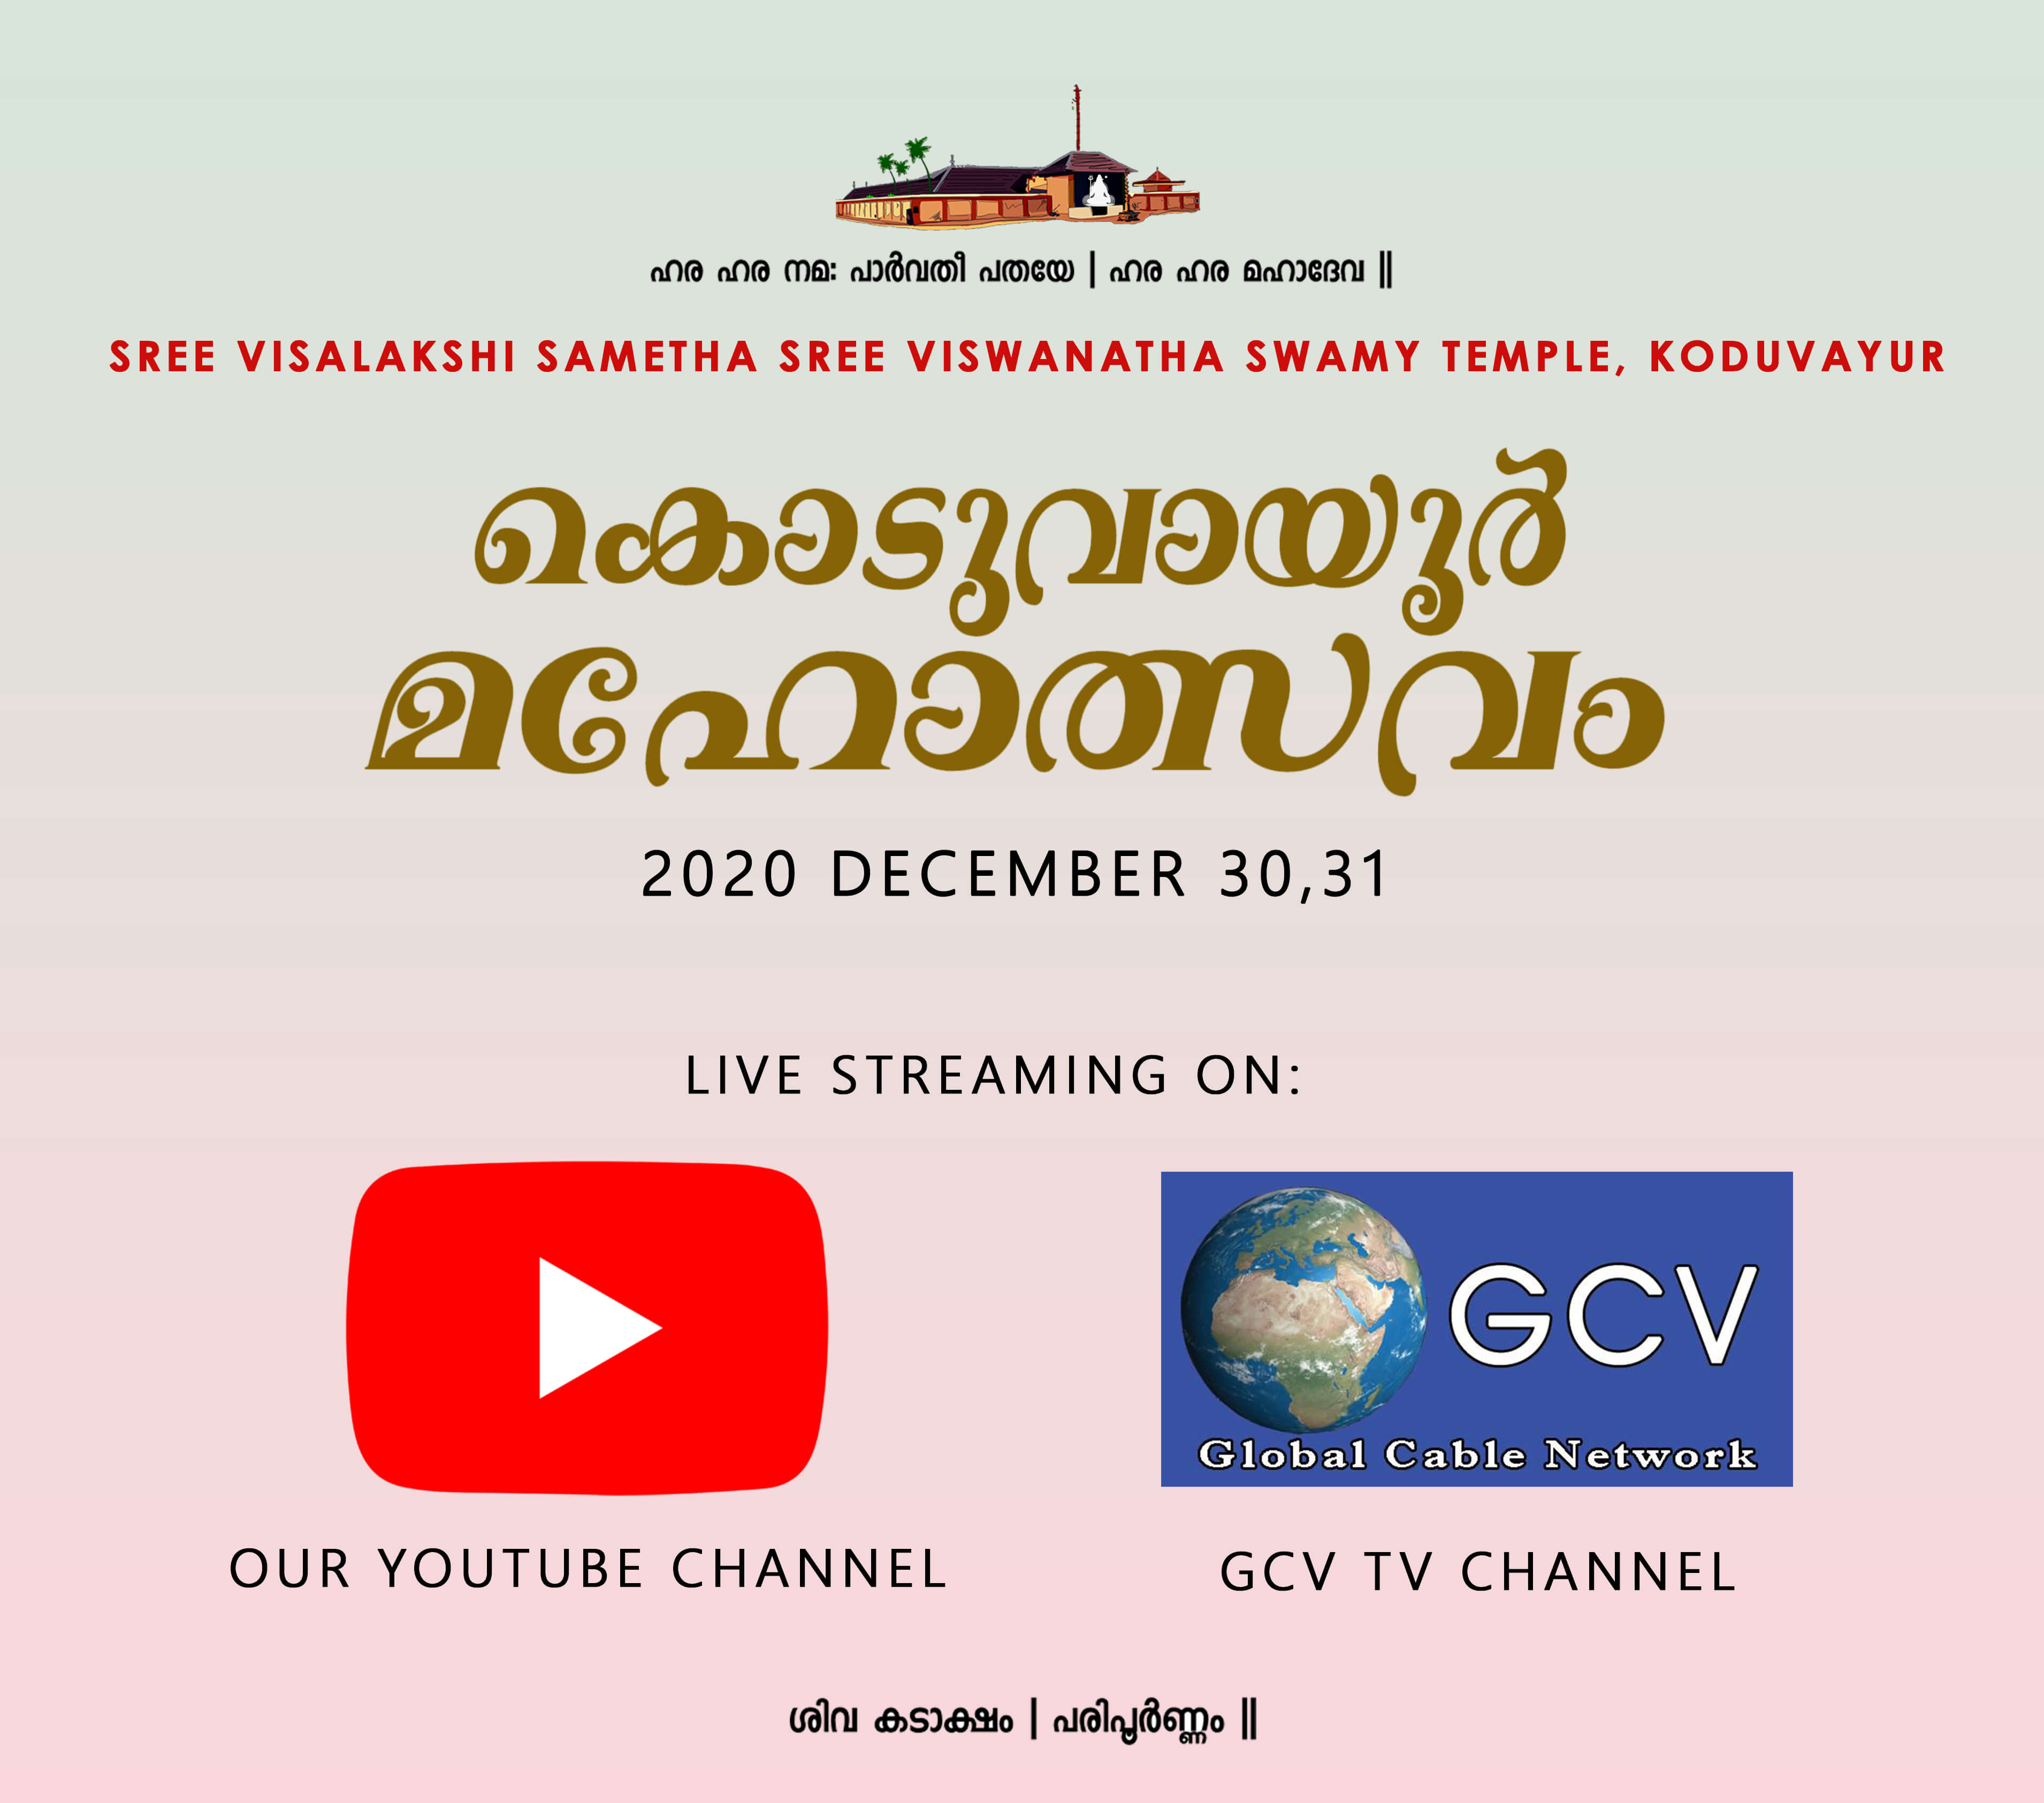 ഹര ഹര നമഃ പാർവതീ പതയേ | ഹര ഹര മഹാദേവ ||
SREE VISALAKSHI SAMETHA SREE VISWANATHA SWAMY TEMPLE, KODUVAYUR
കൊടുവായൂർ
മഹോത്സവം
2020 DECEMBER 30,31
LIVE STREAMING ON:
GCV
Global Cable Network
OUR YOUTUBE CHANNEL
GCV TV CHANNEL
ശിവ കടാക്ഷം | പരിപൂർണ്ണം ||